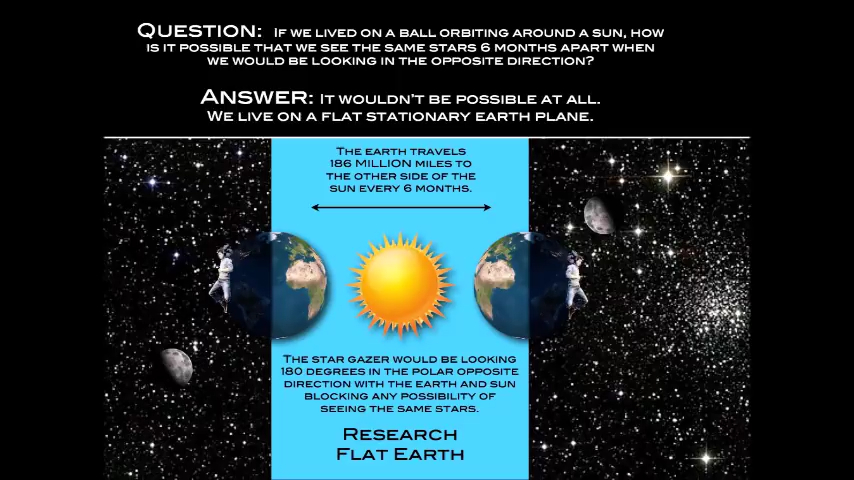 QUESTION: IF WE LIVED ON A BALL ORBITING AROUND A SUN, HOW
IS IT POSSIBLE THAT WE SEE THE SAME STARS 6 MONTHS APART WHEN
WE WOULD BE LOOKING IN THE OPPOSITE DIRECTION?
ANSWER: IT WOULDN'T BE POSSIBLE AT ALL.
WE LIVE ON A FLAT STATIONARY EARTH PLANE.
THE EARTH TRAVELS
186 MILLION MILES TO
THE OTHER SIDE OF THE
SUN EVERY 6 MONTHS.
THE STAR GAZER WOULD BE LOOKING
180 DEGREES IN THE POLAR OPPOSITE
DIRECTION WITH THE EARTH AND SUN
BLOCKING ANY POSSIBILITY OF
SEEING THE SAME STARS.
RESEARCH
FLAT EARTH